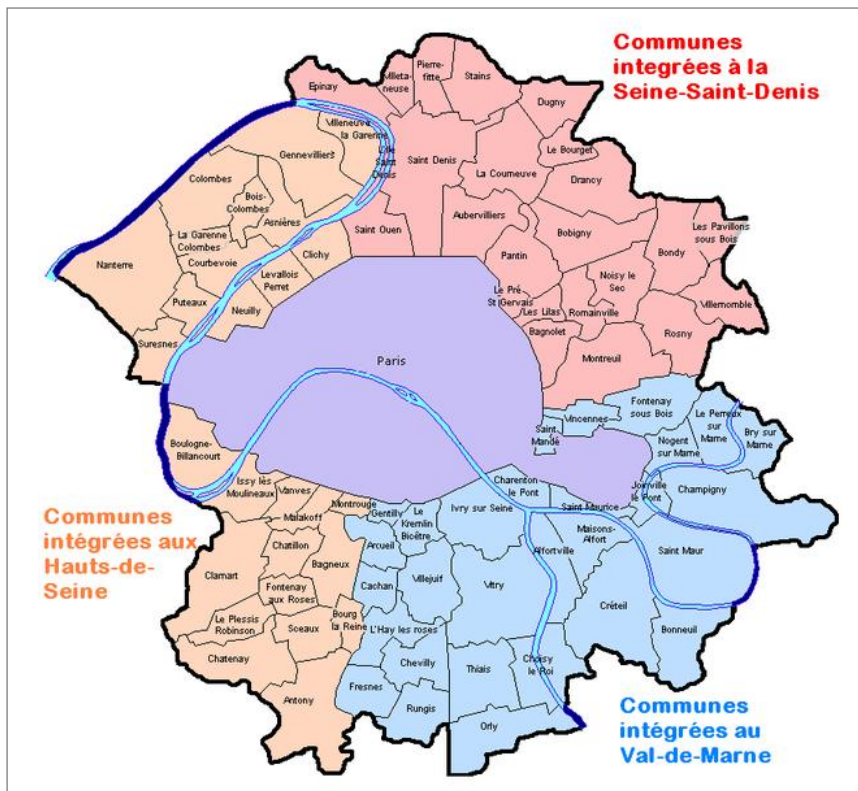 Communes
integrées à la
Seine-Saint-Denis
Epinay
Villeta-
neuse
Pierre-
fitte
Stains
Dugny
Villeneuve
la Garenne
L'Ile
Saint
Denis
Gennevilliers
Saint Denis
Le Bourget
La Courneuve
Drancy
Colombes
Bois-
Colombes
Asnières
Aubervilliers
Saint Ouen
Bobigny
Les Pavillons
sous Bois
Bondy
La Garenne
Colombes
Courbevoie
Clichy
Nanterre
Levallois
Perret
Pantin
Noisy le
Sec
Le Pré
St Gervais
Villemomble
Puteaux
Neuilly
Les Lilas
Romainville
Bagnolet
Rosny
Suresnes
Montreuil
Paris
Fontenay
sous Bois
Le Perreux
sur
Marne
Vincennes
Saint
Mandé
Bry sur
Marne
Nogent
sur Marne
Boulogne-
Billancourt
Issy lès
Moulineaux
Vanves
Malakoff
Montrouge
Gentilly
Le
Kremlin
Bicêtre
Ivry sur Seine
Charenton
le Pont
Saint Maurice
Joinville
le Pont
Champigny
Maisons-
Alfort
Alfortville
Saint Maur
Communes
intégrées aux
Hauts-de-
Seine
Chatillon
Bagneux
Arcueil
Clamart
Fontenay
aux Roses
Cachan
Villejuif
Vitry
Créteil
Bonneuil
Le Plessis
Robinson
Sceaux
Bourg
la Reine
L'Hay les roses
Chatenay
Chevilly
Thiais
Choisy
le Roi
Antony
Fresnes
Rungis
Orly
Communes
intégrées au
Val-de-Marne